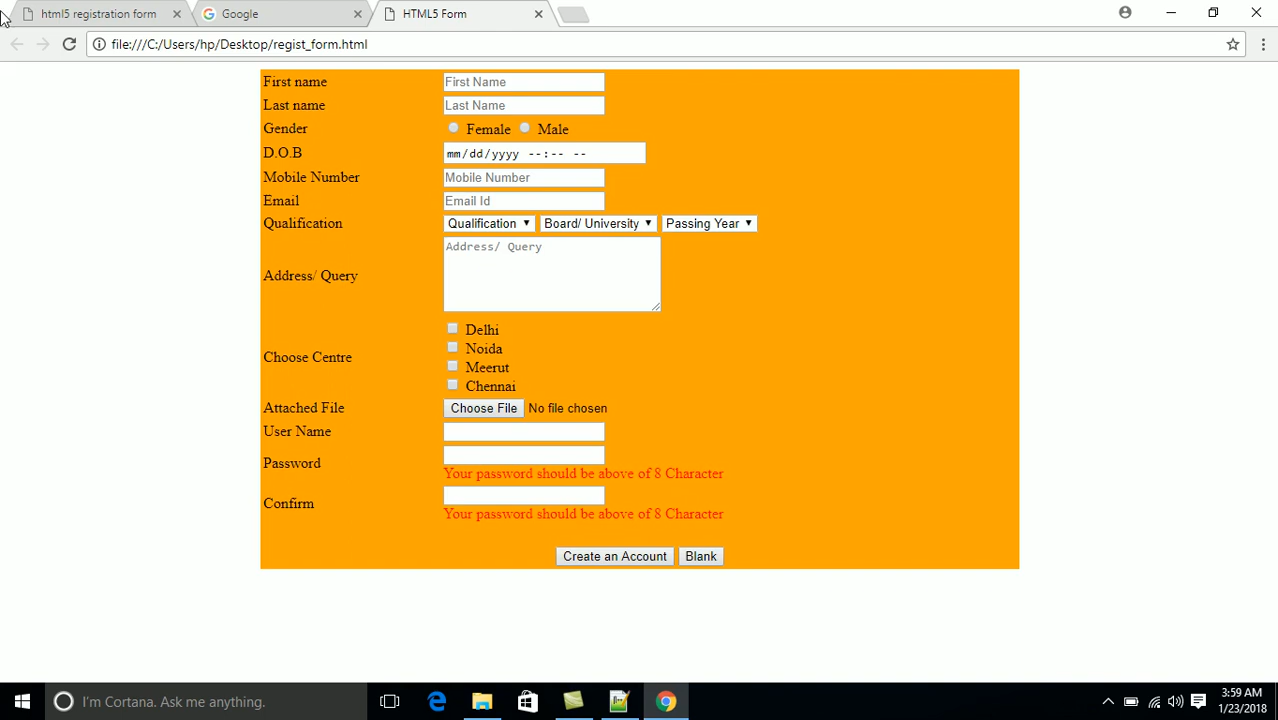 html5 registration form
Google
HTML5 Form
file:///C:/Users/hp/Desktop/regist_form.html
First name First Name
Last name Last Name
Gender Female Male
D.O.B mm/dd/yyyy --:-- --
Mobile Number Mobile Number
Email Email Id
Qualification Qualification Board/ University Passing Year
Address/ Query Address/ Query
Choose Centre
Delhi
Noida
Meerut
Chennai
Attached File Choose File No file chosen
User Name
Password
Your password should be above of 8 Character
Confirm
Your password should be above of 8 Character
Create an Account Blank
I'm Cortana. Ask me anything.
3:59 AM
1/23/2018